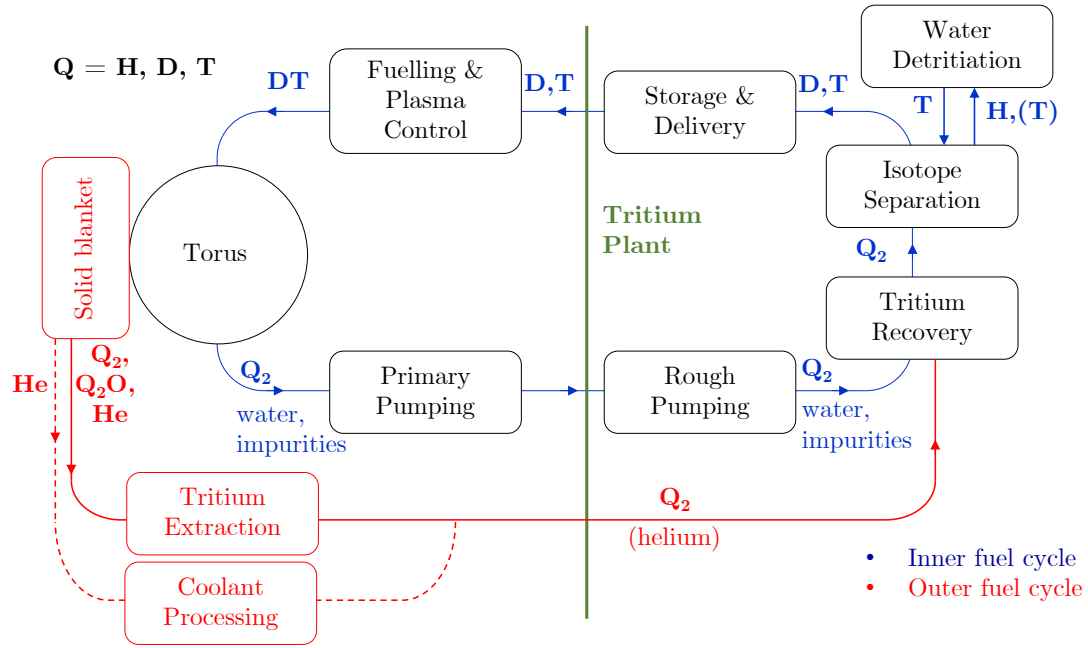 Q = H, D, T
DT
Fuelling &
Plasma
Control
D,T
Storage &
Delivery
D,T
Water
Detritiation
T
H,(T)
Isotope
Separation
Solid blanket
Torus
Tritium
Plant
Q₂
Tritium
Recovery
He
Q₂,
Q₂O,
He
Q₂
water,
impurities
Primary
Pumping
Rough
Pumping
Q₂
water,
impurities
Tritium
Extraction
Q₂
(helium)
Coolant
Processing
• Inner fuel cycle
• Outer fuel cycle